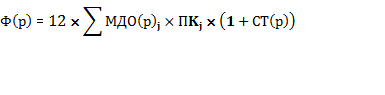 Ф(р) = 12 × ∑ МДО(р)ⱼ × ПКⱼ × (1 + СТ(р))